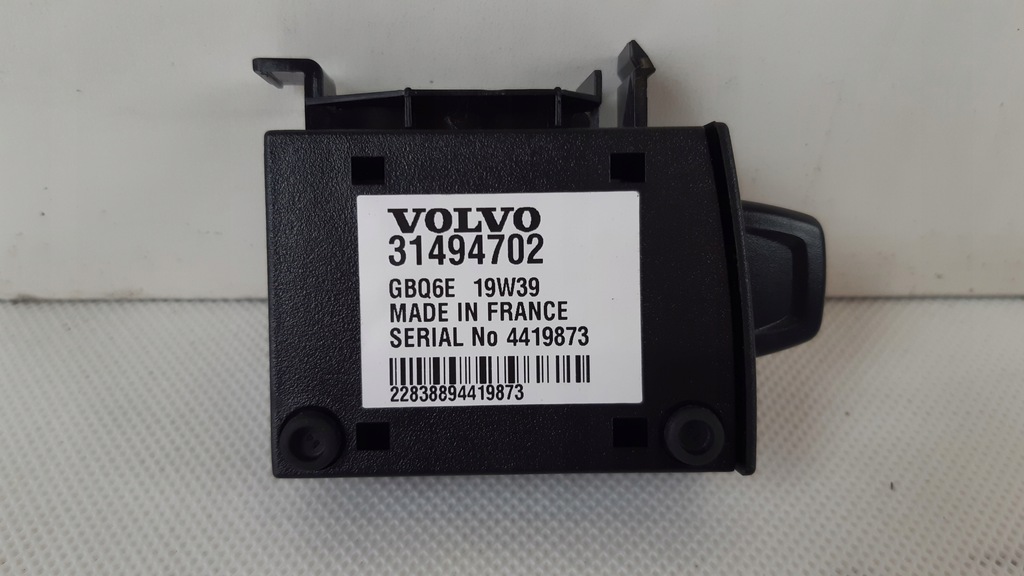 VOLVO
31494702
GBQ6E 19W39
MADE IN FRANCE
SERIAL No 4419873
22838894419873